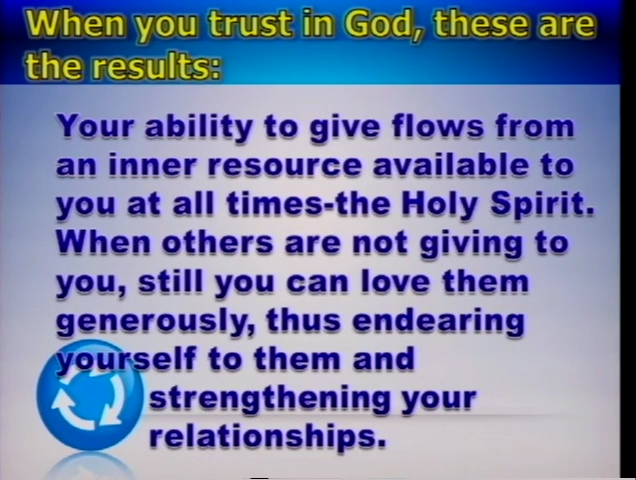 When you trust in God, these are
the results:
Your ability to give flows from
an inner resource available to
you at all times-the Holy Spirit.
When others are not giving to
you, still you can love them
generously, thus endearing
yourself to them and
strengthening your
relationships.